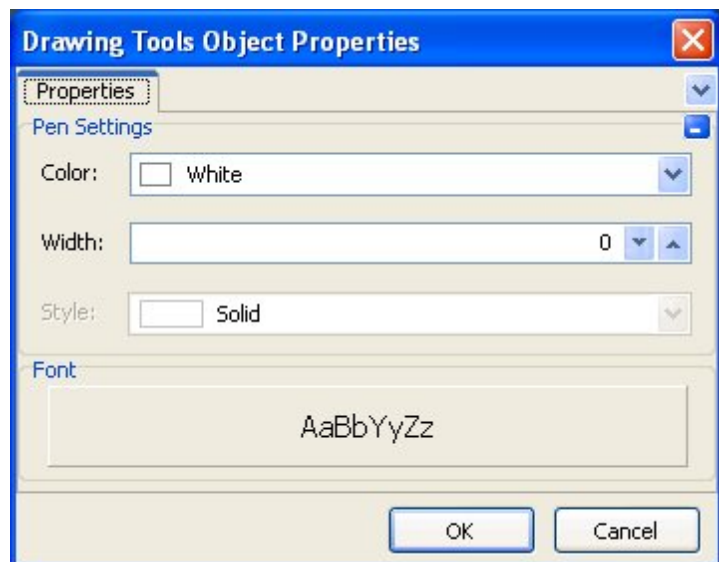 Drawing Tools Object Properties
Properties
Pen Settings
Color: White
Width: 0
Style: Solid
Font
AaBbYyZz
OK Cancel